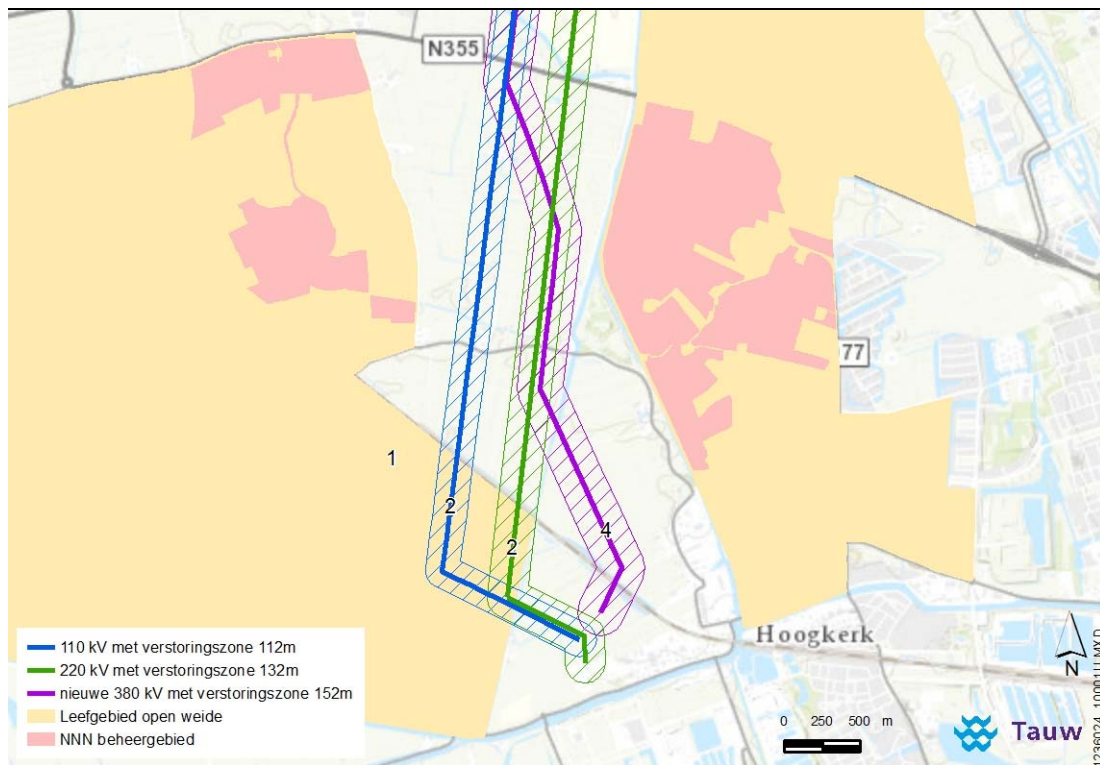 N355
77
1
2
2
4
Hoogkerk
110 kV met verstoringszone 112m
220 kV met verstoringszone 132m
nieuwe 380 kV met verstoringszone 152m
Leefgebied open weide
NNN beheergebied
0 250 500 m
N
Tauw